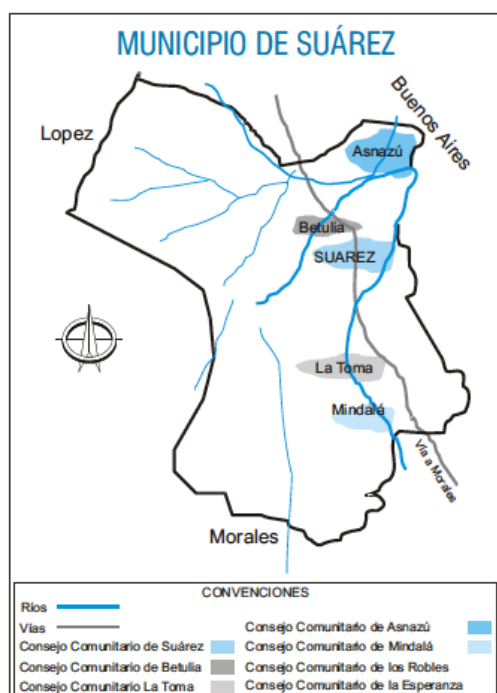 MUNICIPIO DE SUÁREZ
Lopez
Buenos Aires
Asnazú
Betulia
SUAREZ
La Toma
Mindalá
Vía a Morales
Morales
CONVENCIONES
Ríos
Vías
Consejo Comunitario de Suárez
Consejo Comunitario de Betulia
Consejo Comunitario La Toma
Consejo Comunitario de Asnazú
Consejo Comunitario de Mindalá
Consejo Comunitario de los Robles
Consejo Comunitario de la Esperanza